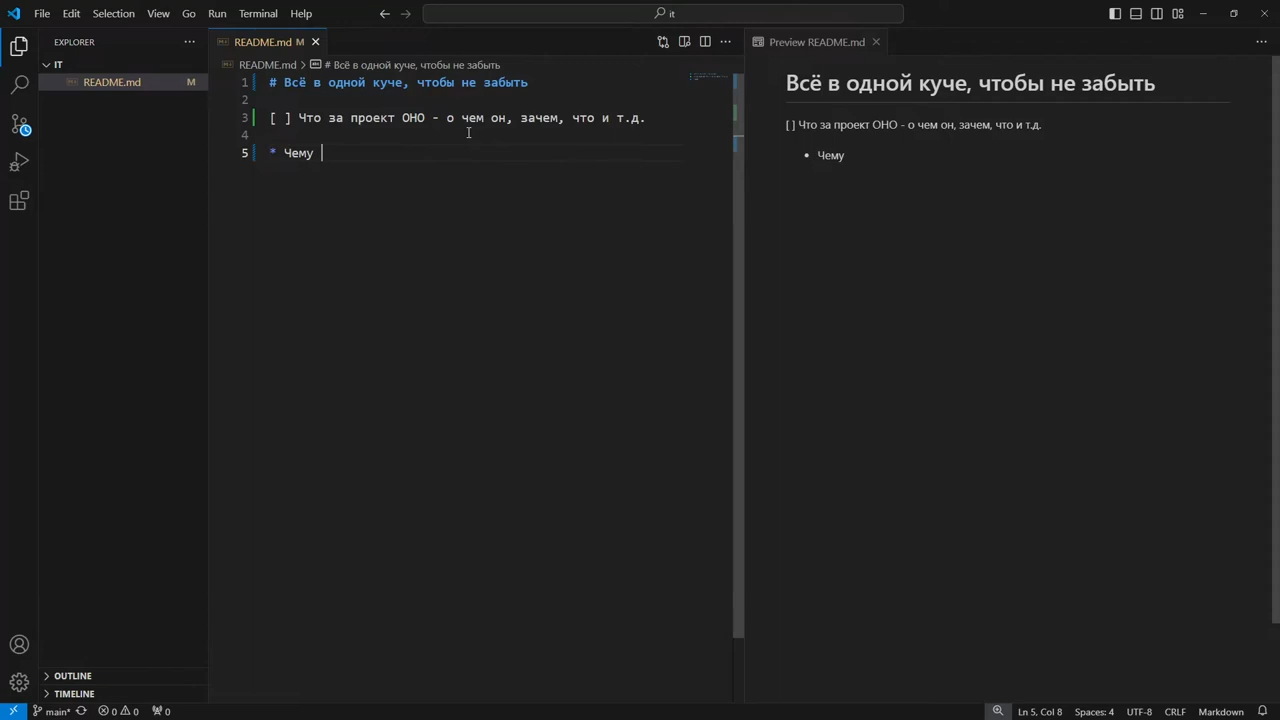 File Edit Selection View Go Run Terminal Help
it
EXPLORER
README.md M
Preview README.md
IT
README.md M
README.md > # Всё в одной куче, чтобы не забыть
1 # Всё в одной куче, чтобы не забыть
2
3 [ ] Что за проект ОНО - о чем он, зачем, что и т.д.
4
5 * Чему
Всё в одной куче, чтобы не забыть
[ ] Что за проект ОНО - о чем он, зачем, что и т.д.
• Чему
OUTLINE
TIMELINE
main* 0 0 0 Ln 5, Col 8 Spaces: 4 UTF-8 CRLF Markdown